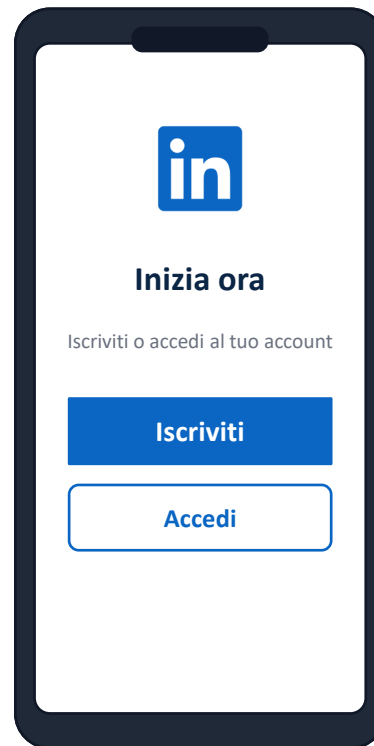 in
Inizia ora
Iscriviti o accedi al tuo account
Iscriviti
Accedi